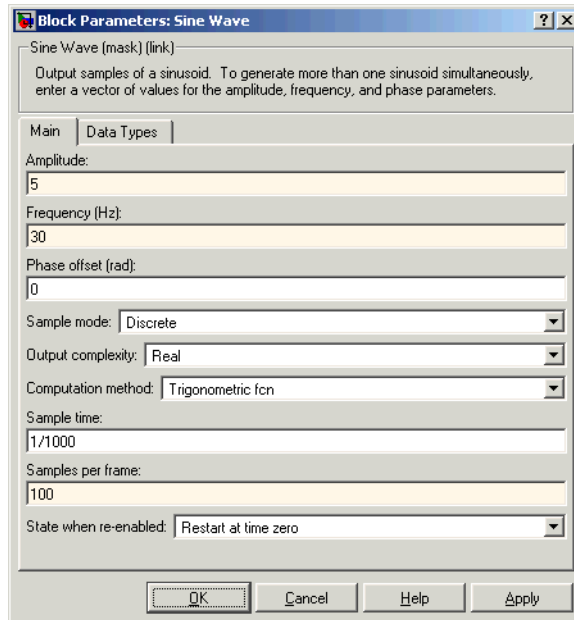 Block Parameters: Sine Wave
Sine Wave (mask) (link)
Output samples of a sinusoid. To generate more than one sinusoid simultaneously,
enter a vector of values for the amplitude, frequency, and phase parameters.
Main Data Types
Amplitude:
5
Frequency (Hz):
30
Phase offset (rad):
0
Sample mode: Discrete
Output complexity: Real
Computation method: Trigonometric fcn
Sample time:
1/1000
Samples per frame:
100
State when re-enabled: Restart at time zero
OK Cancel Help Apply